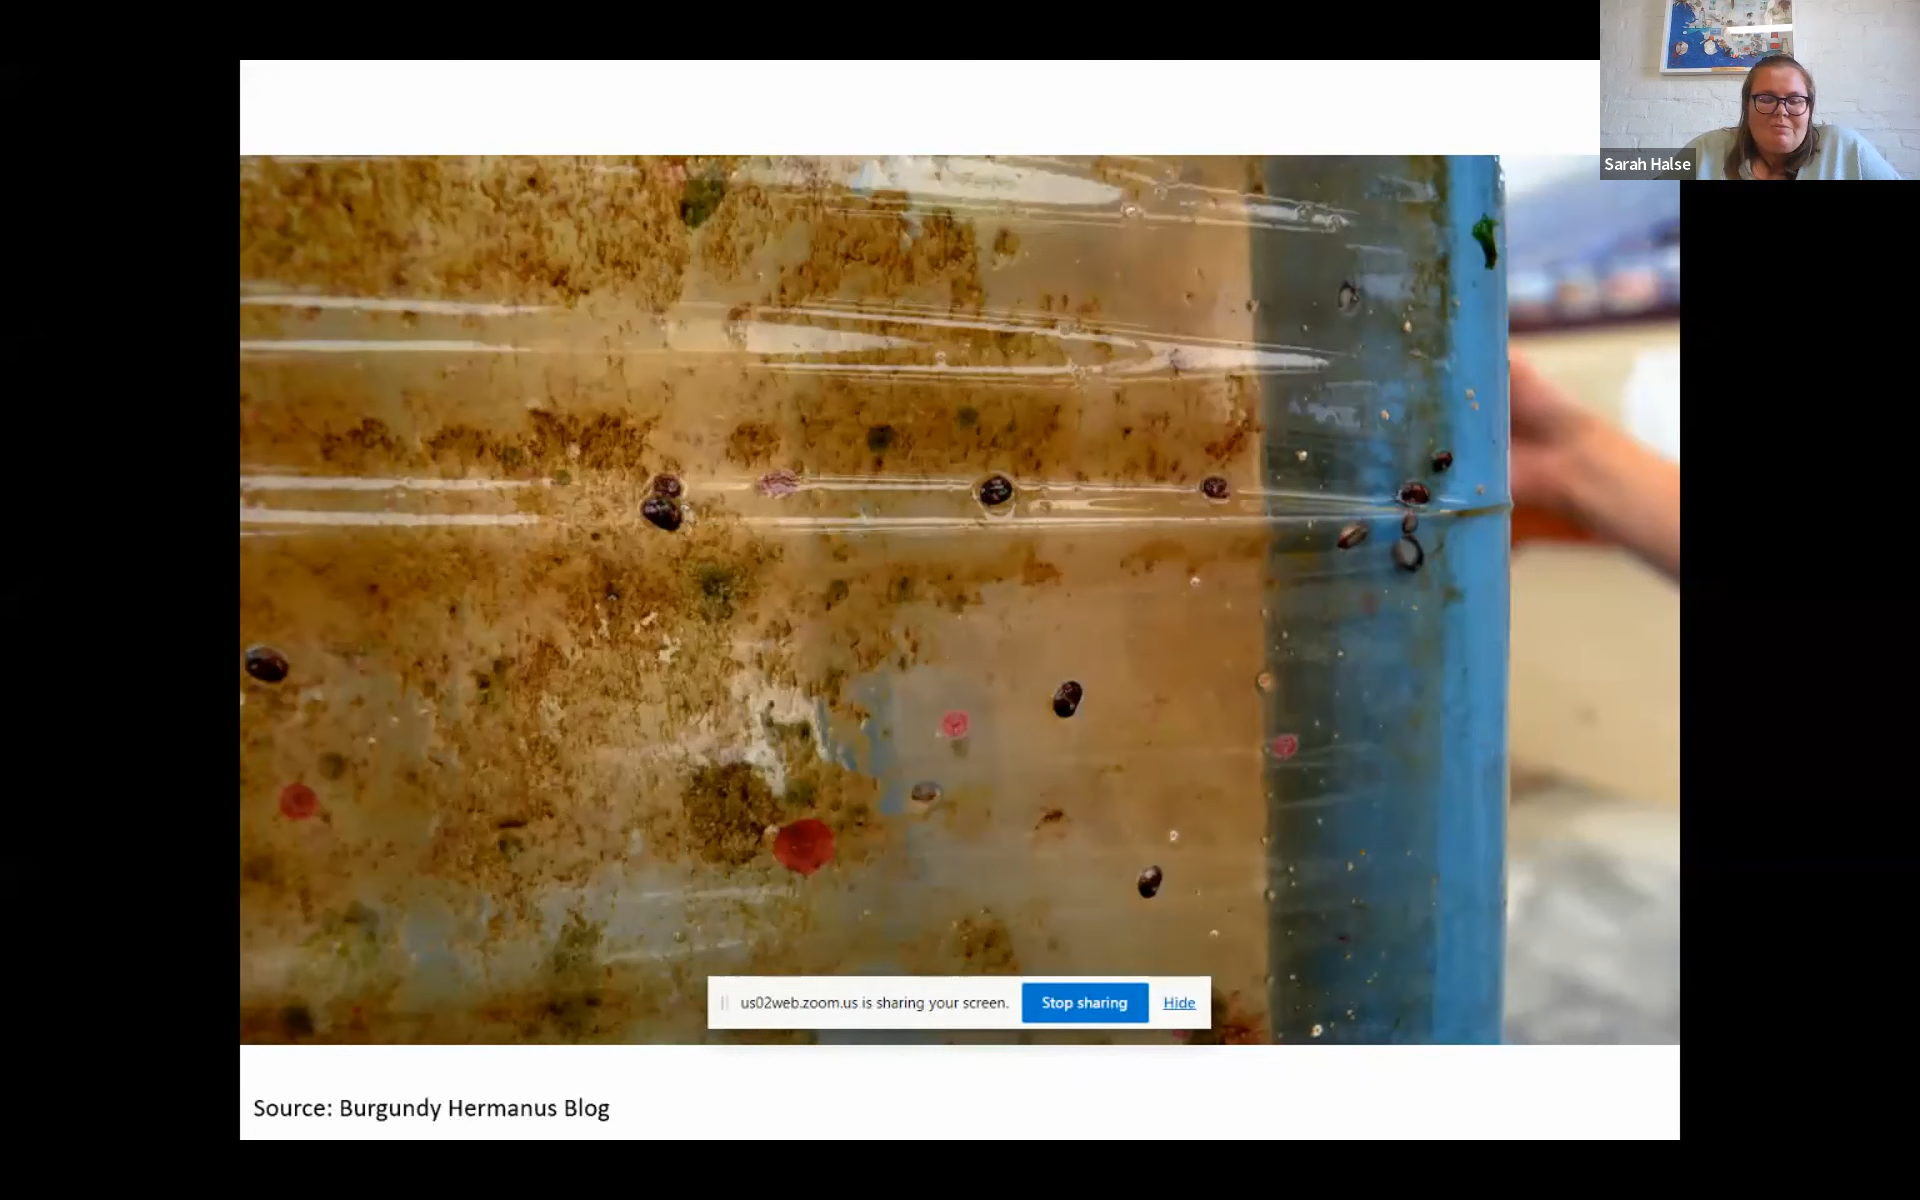 Sarah Halse
us02web.zoom.us is sharing your screen.
Stop sharing
Hide
Source: Burgundy Hermanus Blog